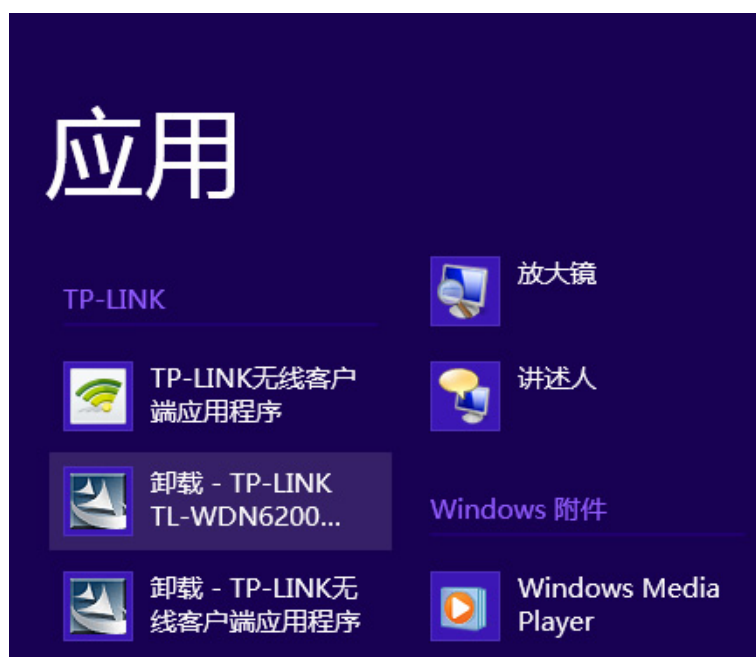 应用
TP-LINK
TP-LINK无线客户
端应用程序
卸载 - TP-LINK
TL-WDN6200...
卸载 - TP-LINK无
线客户端应用程序
放大镜
讲述人
Windows 附件
Windows Media
Player